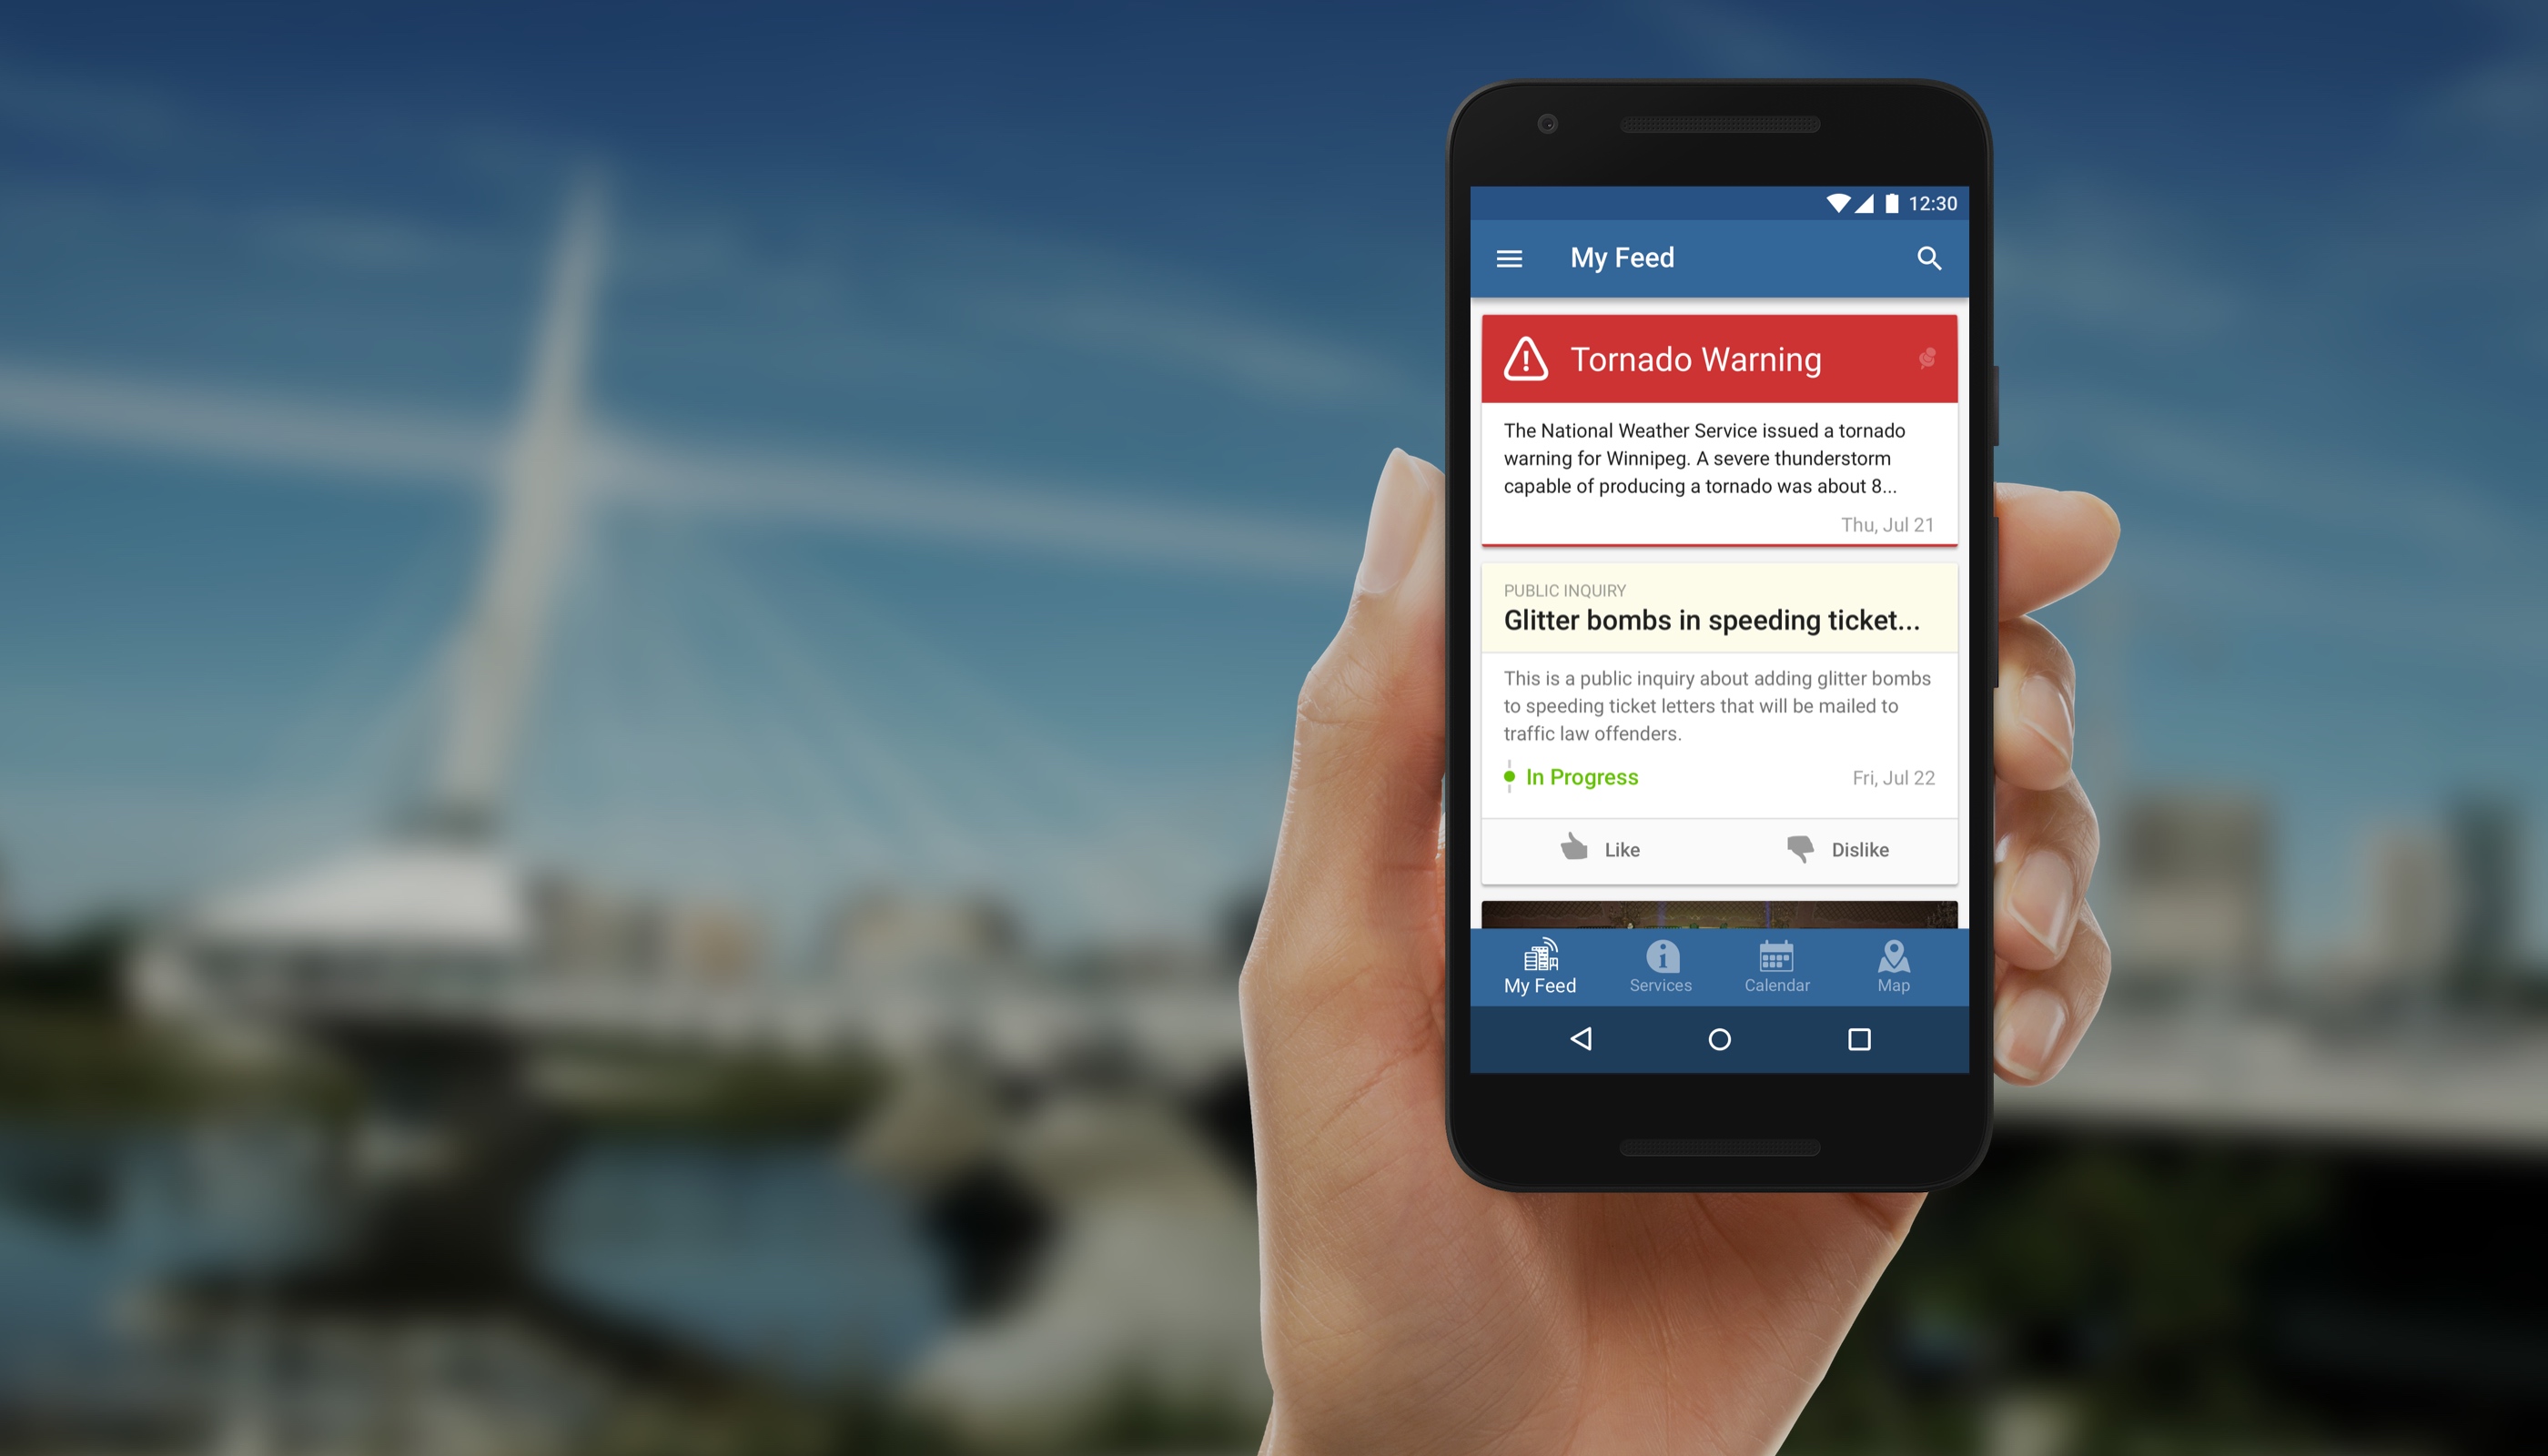 12:30
My Feed
Tornado Warning
The National Weather Service issued a tornado
warning for Winnipeg. A severe thunderstorm
capable of producing a tornado was about 8...
Thu, Jul 21
PUBLIC INQUIRY
Glitter bombs in speeding ticket...
This is a public inquiry about adding glitter bombs
to speeding ticket letters that will be mailed to
traffic law offenders.
In Progress
Fri, Jul 22
Like
Dislike
My Feed
Services
Calendar
Map